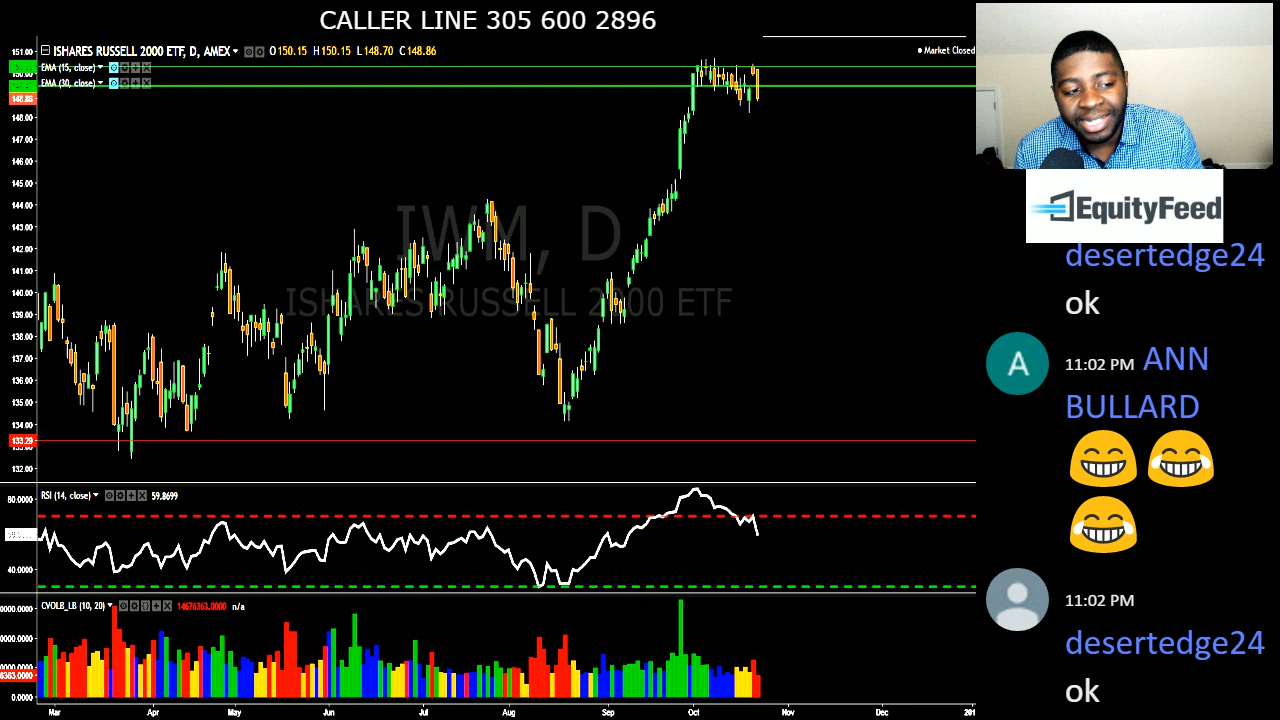 CALLER LINE 305 600 2896
ISHARES RUSSELL 2000 ETF, D, AMEX O150.15 H150.15 L148.70 C148.86
Market Closed
EMA (15, close)
EMA (30, close)
151.00
150.00
148.86
148.00
147.00
146.00
145.00
144.00
143.00
142.00
141.00
140.00
139.00
138.00
137.00
136.00
135.00
134.00
133.29
132.00
IWM, D
ISHARES RUSSELL 2000 ETF
RSI (14, close) 59.8699
80.0000
40.0000
CVOLB_LB (10, 20) 14676363.0000 n/a
0.0000
Mar Apr May Jun Jul Aug Sep Oct Nov Dec 201
EquityFeed
desertedge24
ok
A
11:02 PM ANN
BULLARD
11:02 PM
desertedge24
ok